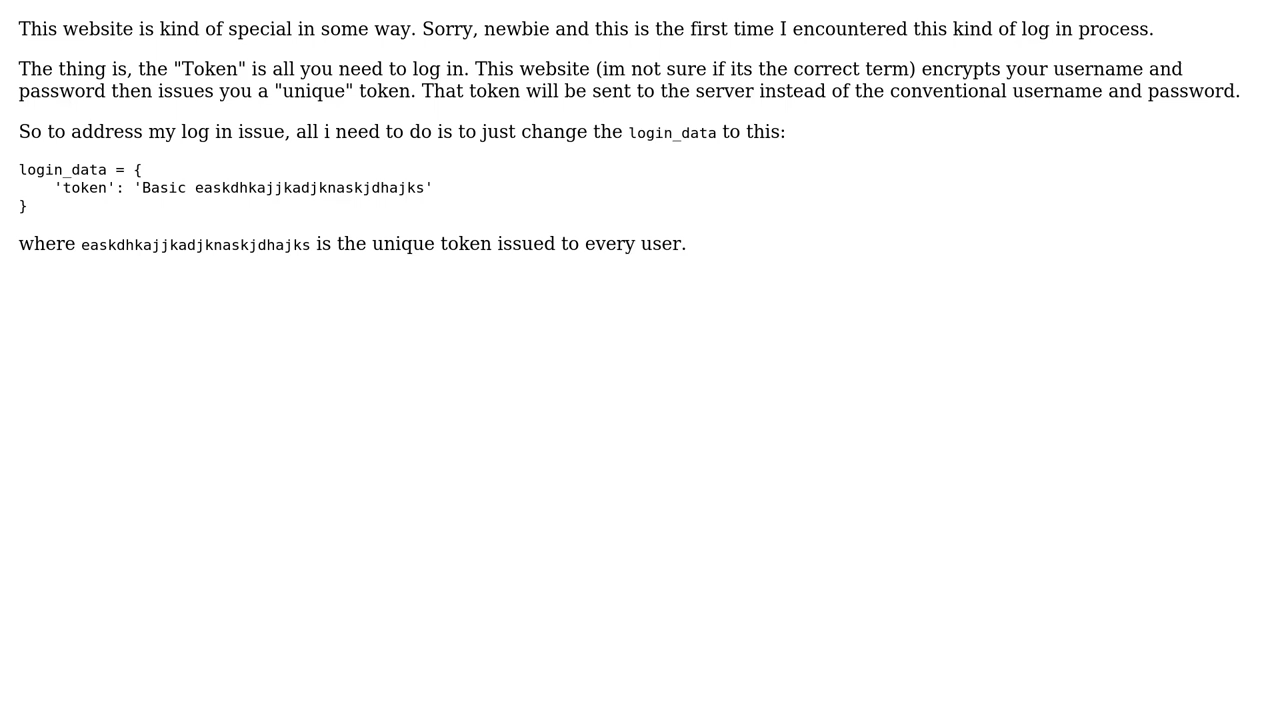 This website is kind of special in some way. Sorry, newbie and this is the first time I encountered this kind of log in process.
The thing is, the "Token" is all you need to log in. This website (im not sure if its the correct term) encrypts your username and
password then issues you a "unique" token. That token will be sent to the server instead of the conventional username and password.
So to address my log in issue, all i need to do is to just change the login_data to this:
login_data = {
    'token': 'Basic easkdhkajjkadjknaskjdhajks'
}
where easkdhkajjkadjknaskjdhajks is the unique token issued to every user.